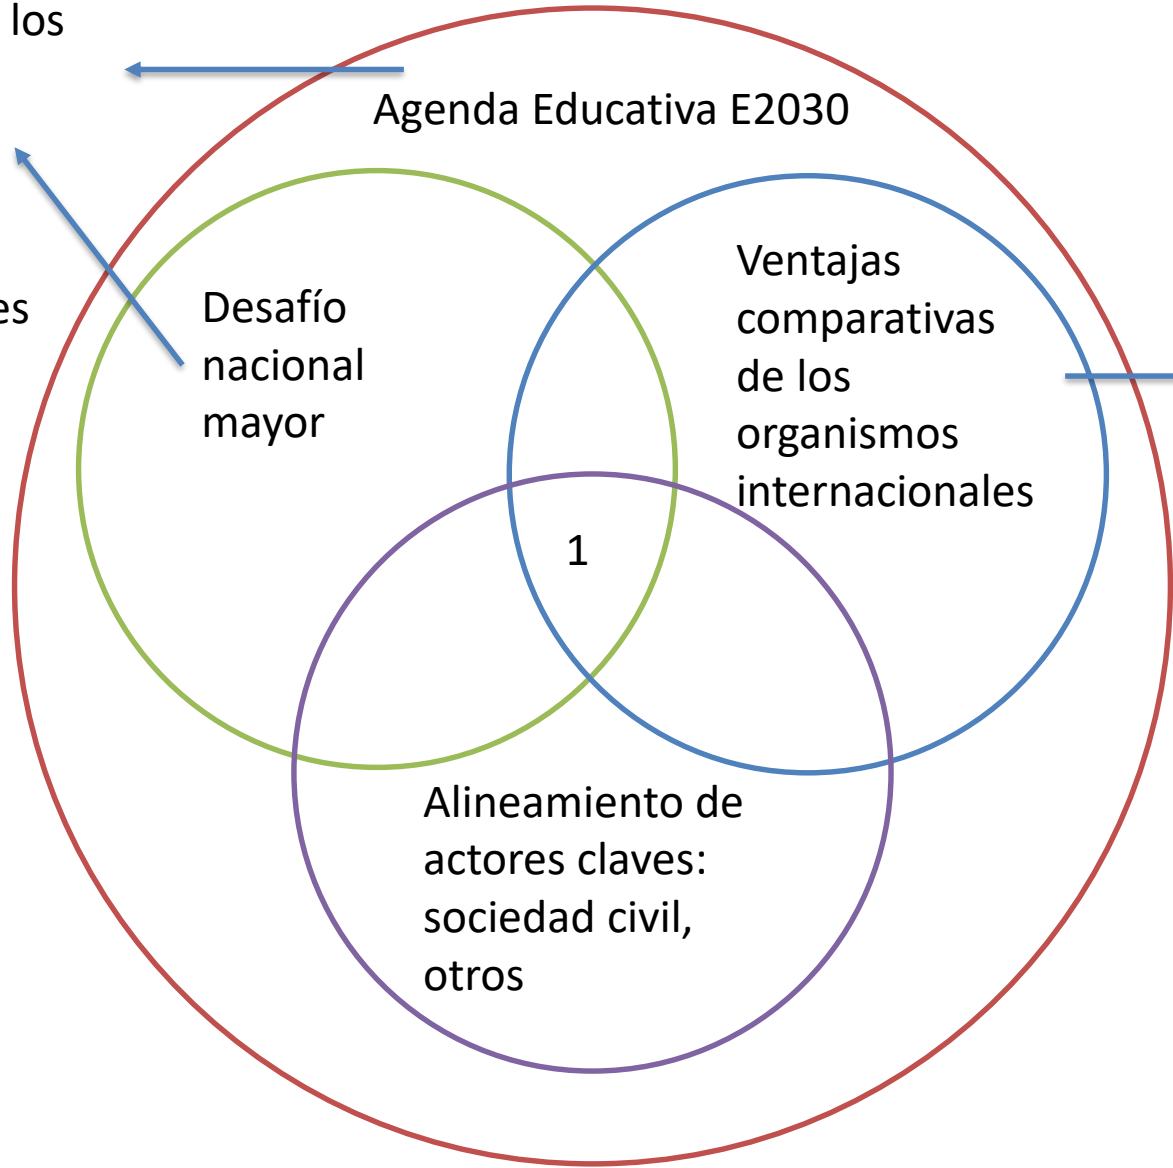 los
Agenda Educativa E2030
es
Desafío
nacional
mayor
Ventajas
comparativas
de los
organismos
internacionales
1
Alineamiento de
actores claves:
sociedad civil,
otros